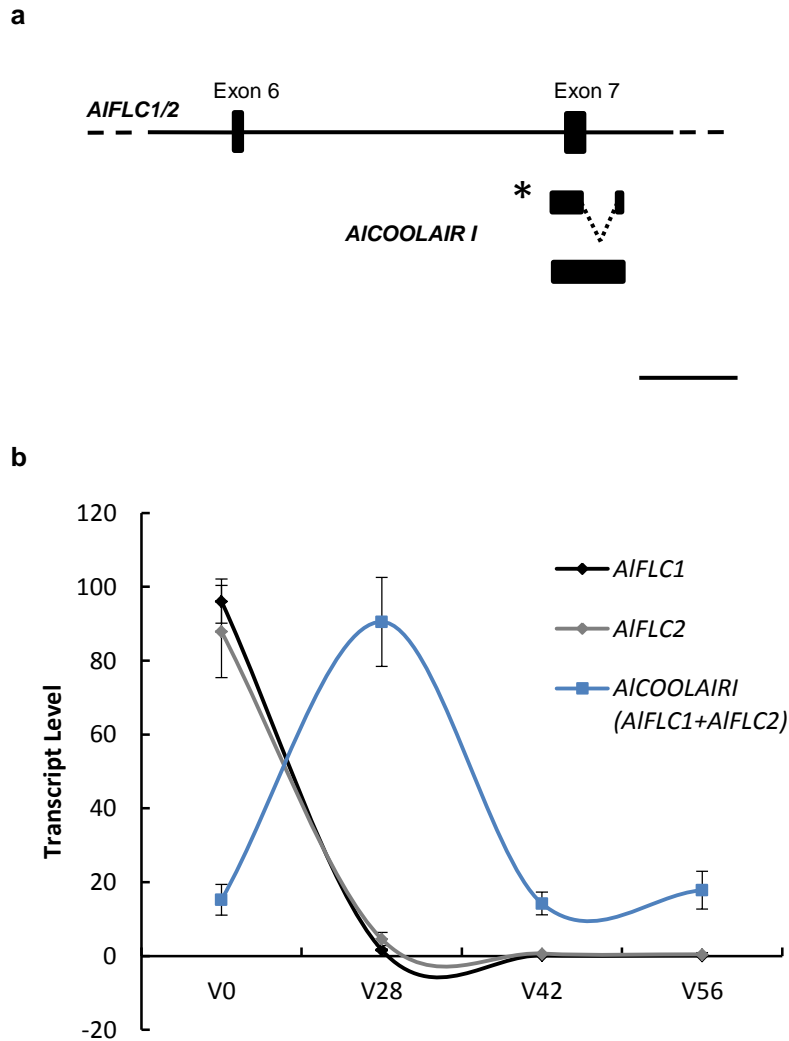 a
Exon 6
Exon 7
AlFLC1/2
*
AlCOOLAIR I
b
120
100
80
60
40
20
0
-20
Transcript Level
V0
V28
V42
V56
AlFLC1
AlFLC2
AlCOOLAIRI
(AlFLC1+AlFLC2)